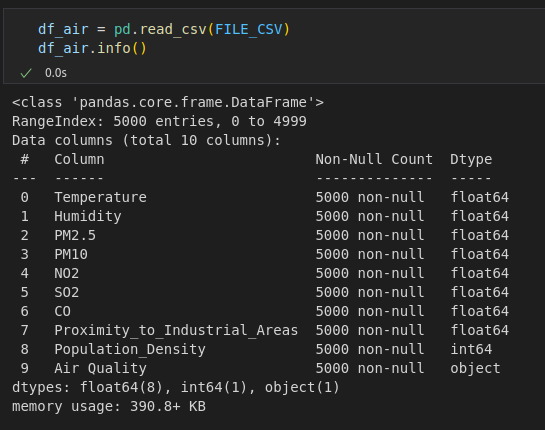 df_air = pd.read_csv(FILE_CSV)
df_air.info()
✓ 0.0s
<class 'pandas.core.frame.DataFrame'>
RangeIndex: 5000 entries, 0 to 4999
Data columns (total 10 columns):
 #   Column                         Non-Null Count  Dtype
---  ------                         --------------  -----
 0   Temperature                    5000 non-null   float64
 1   Humidity                       5000 non-null   float64
 2   PM2.5                          5000 non-null   float64
 3   PM10                           5000 non-null   float64
 4   NO2                            5000 non-null   float64
 5   SO2                            5000 non-null   float64
 6   CO                             5000 non-null   float64
 7   Proximity_to_Industrial_Areas  5000 non-null   float64
 8   Population_Density             5000 non-null   int64
 9   Air Quality                    5000 non-null   object
dtypes: float64(8), int64(1), object(1)
memory usage: 390.8+ KB